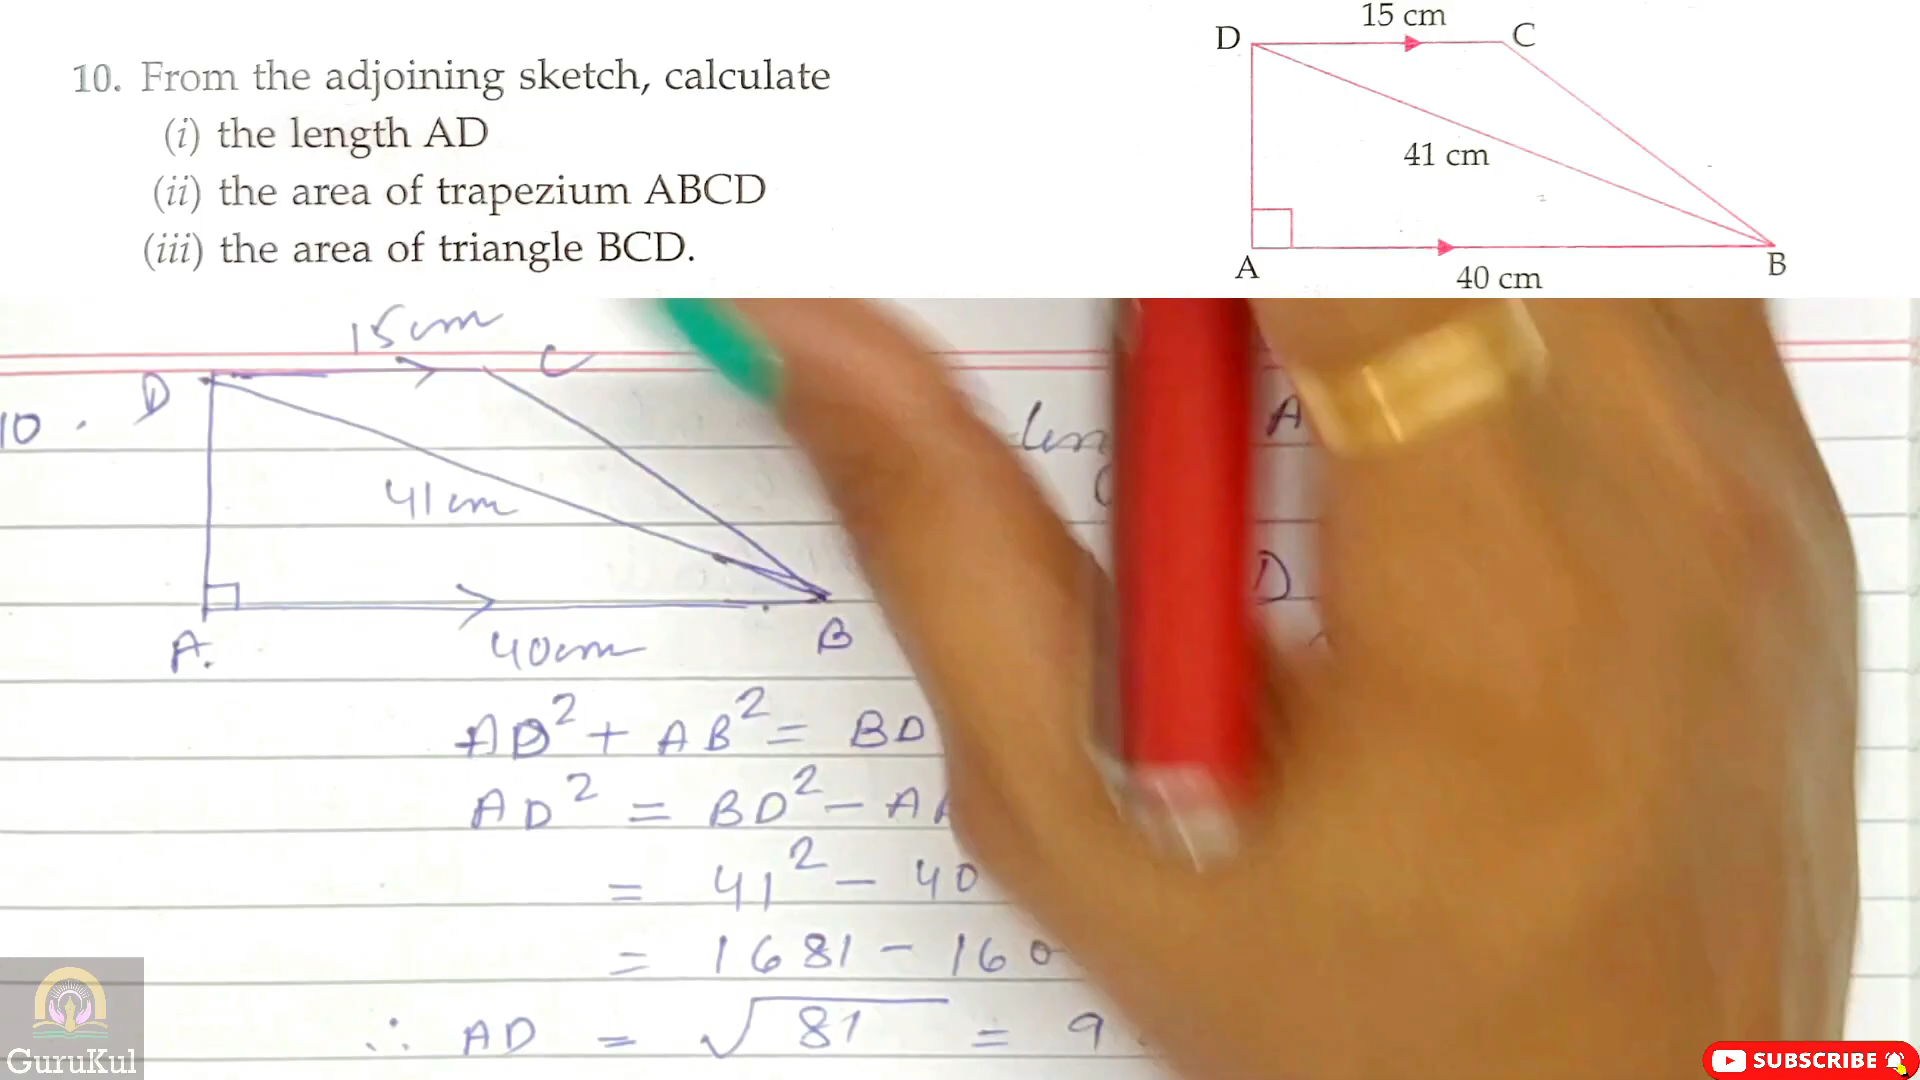 10. From the adjoining sketch, calculate
(i) the length AD
(ii) the area of trapezium ABCD
(iii) the area of triangle BCD.
15 cm
D
C
41 cm
A
B
40 cm
15cm
D
C
10.
41cm
A.
40cm
B
A
D
AD² + AB² = BD
AD² = BD² - A
= 41² - 40
= 1681 - 160
∴ AD = √81 = 9
GuruKul
SUBSCRIBE